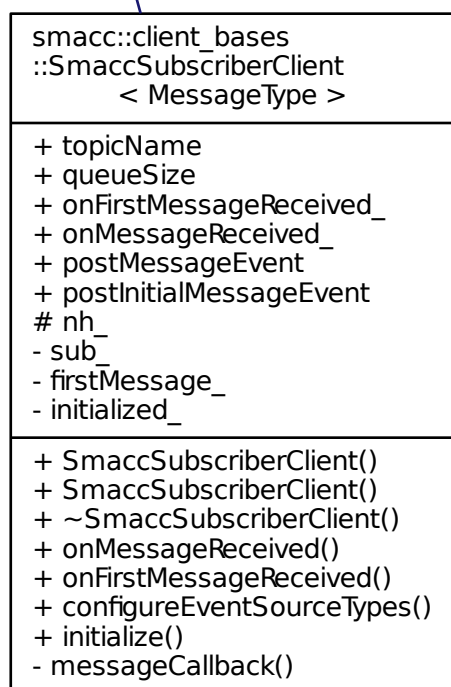 smacc::client_bases
::SmaccSubscriberClient
< MessageType >
+ topicName
+ queueSize
+ onFirstMessageReceived_
+ onMessageReceived_
+ postMessageEvent
+ postInitialMessageEvent
# nh_
- sub_
- firstMessage_
- initialized_
+ SmaccSubscriberClient()
+ SmaccSubscriberClient()
+ ~SmaccSubscriberClient()
+ onMessageReceived()
+ onFirstMessageReceived()
+ configureEventSourceTypes()
+ initialize()
- messageCallback()